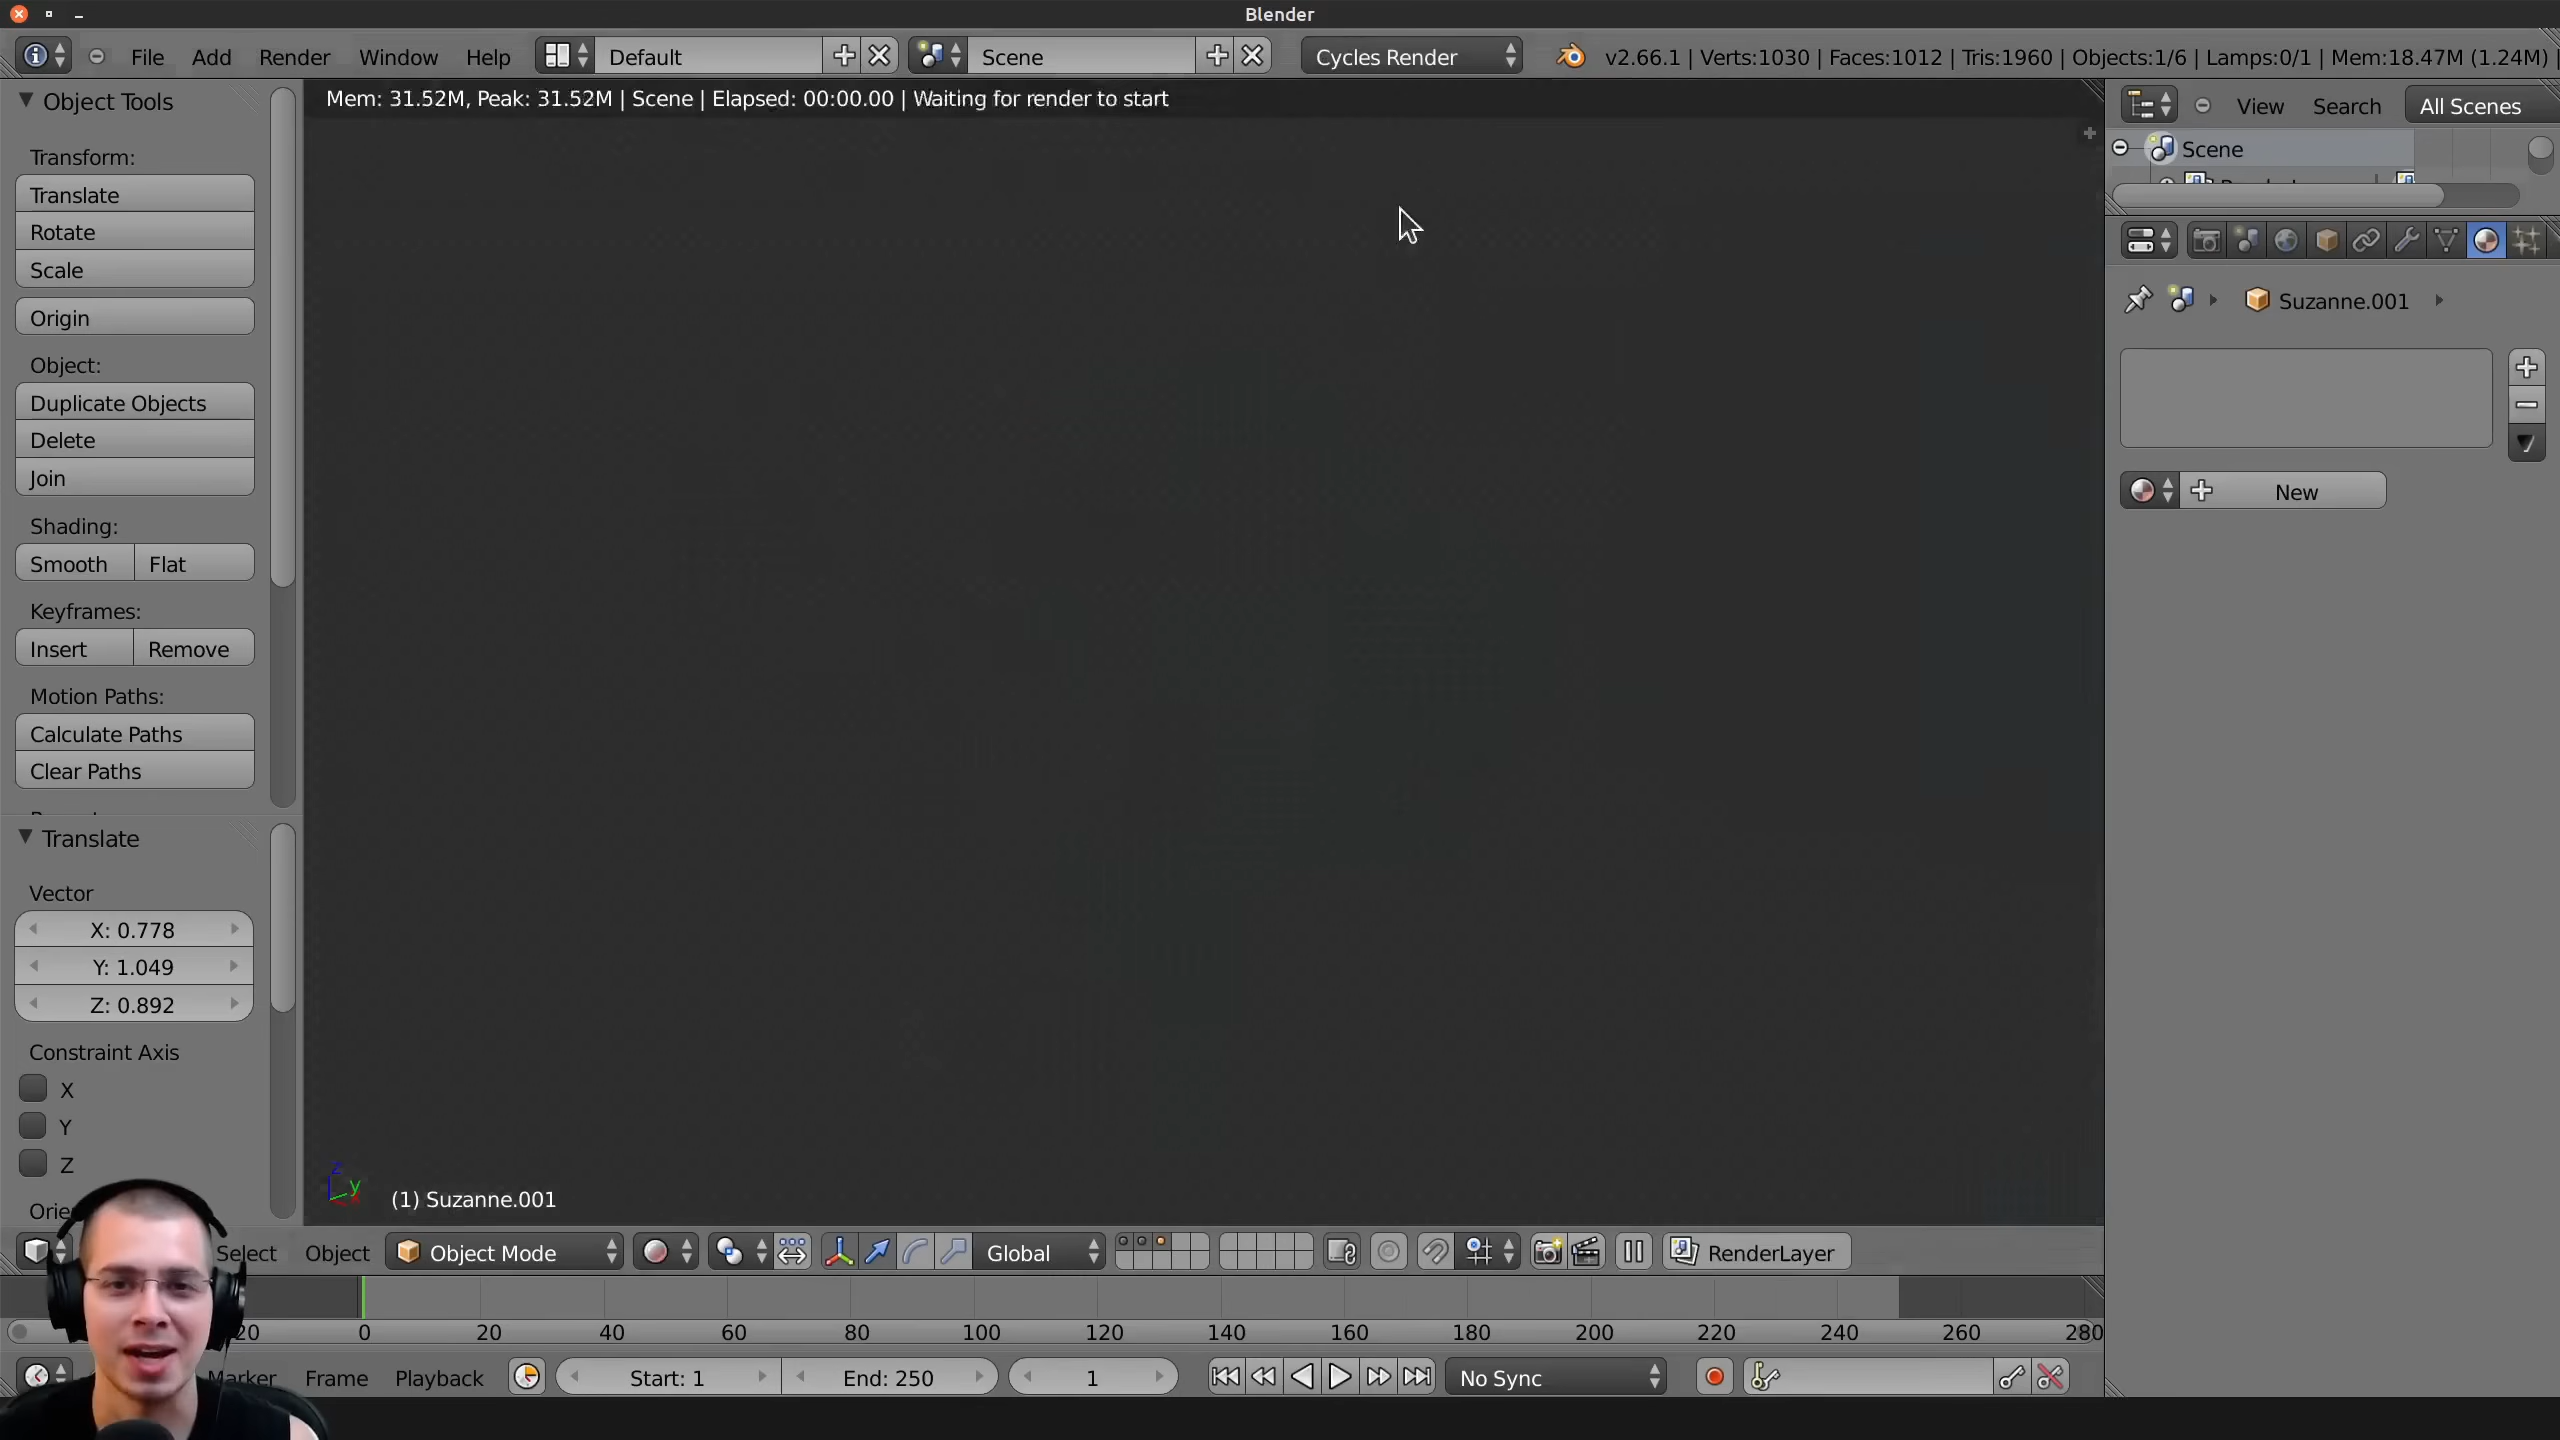 Blender
File Add Render Window Help Default Scene Cycles Render v2.66.1 | Verts:1030 | Faces:1012 | Tris:1960 | Objects:1/6 | Lamps:0/1 | Mem:18.47M (1.24M) |
Object Tools
Mem: 31.52M, Peak: 31.52M | Scene | Elapsed: 00:00.00 | Waiting for render to start
View Search All Scenes
Scene
Transform:
Translate
Rotate
Scale
Origin
Suzanne.001
Object:
Duplicate Objects
Delete
Join
New
Shading:
Smooth Flat
Keyframes:
Insert Remove
Motion Paths:
Calculate Paths
Clear Paths
Translate
Vector
X: 0.778
Y: 1.049
Z: 0.892
Constraint Axis
X
Y
Z
z
y
x
(1) Suzanne.001
Select Object Object Mode Global RenderLayer
20 0 20 40 60 80 100 120 140 160 180 200 220 240 260 280
Marker Frame Playback Start: 1 End: 250 1 No Sync